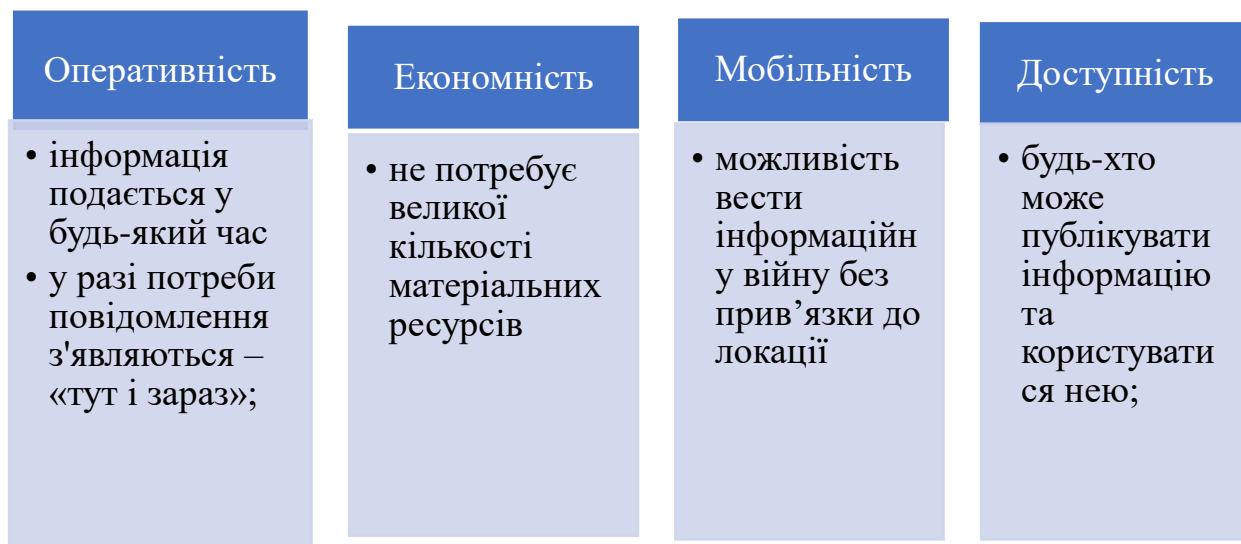 Оперативність
• інформація
подається у
будь-який час
• у разі потреби
повідомлення
з'являються –
«тут і зараз»;
Економність
• не потребує
великої
кількості
матеріальних
ресурсів
Мобільність
• можливість
вести
інформаційн
у війну без
прив’язки до
локації
Доступність
• будь-хто
може
публікувати
інформацію
та
користувати
ся нею;